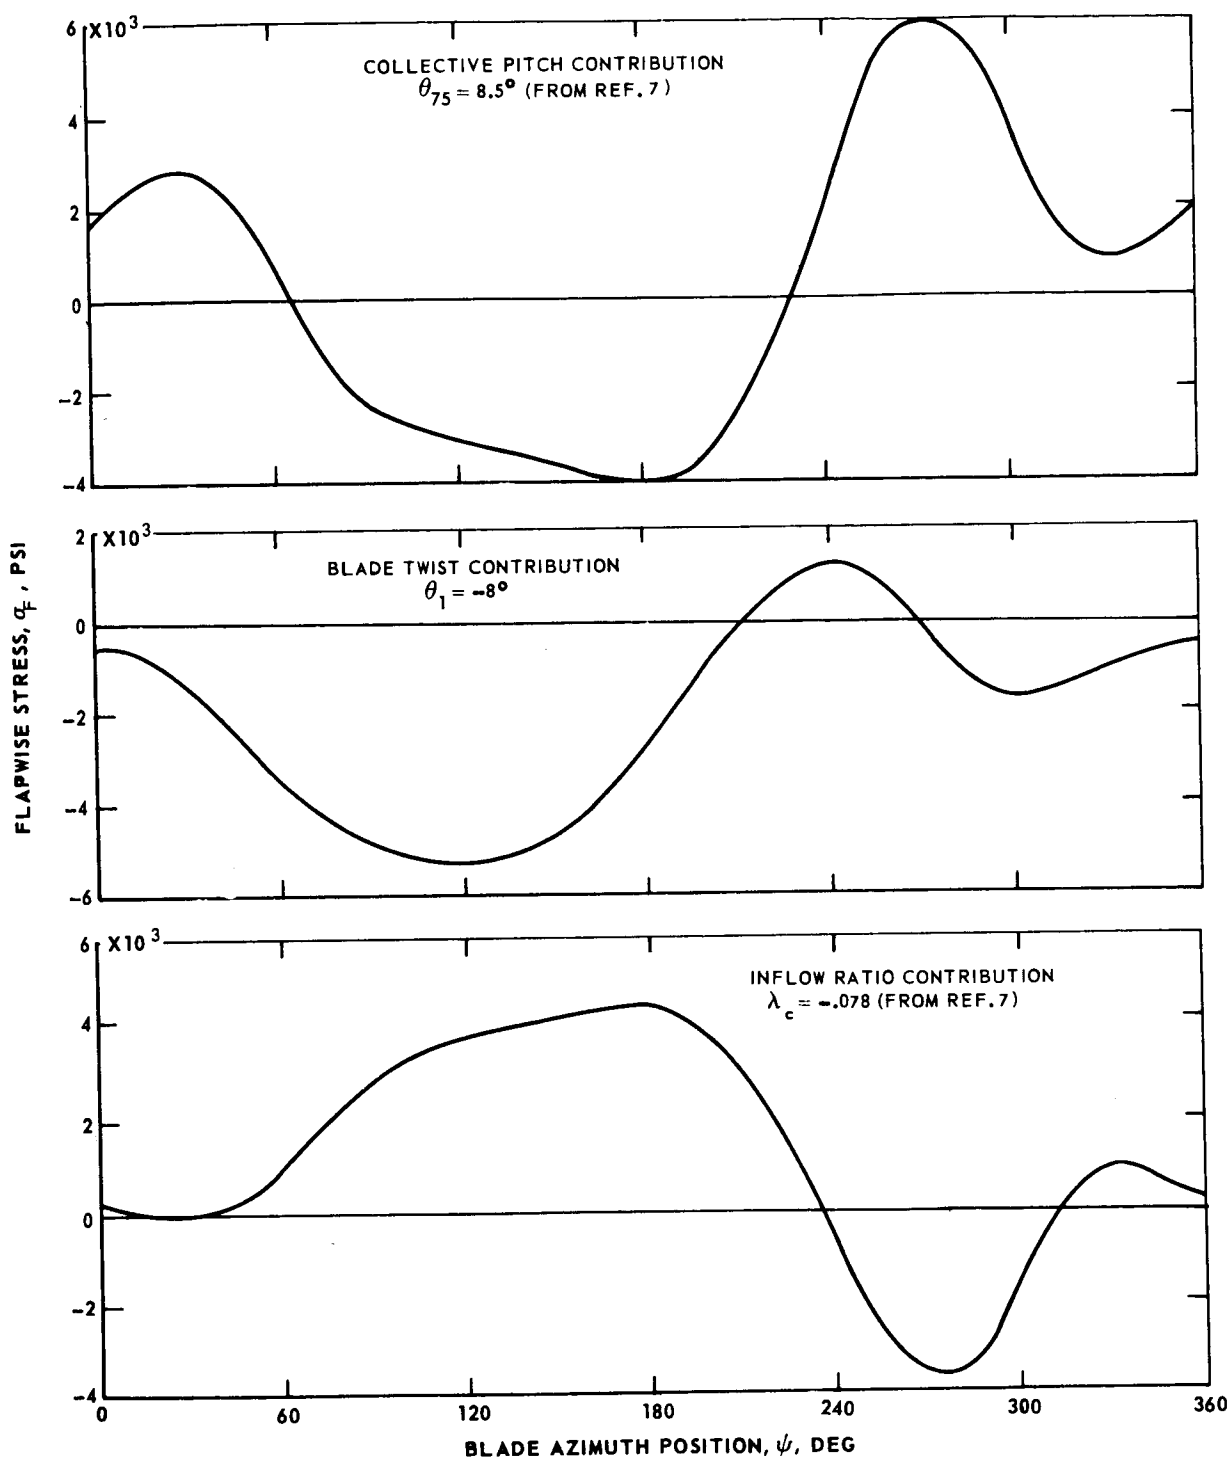 6 X10³
COLLECTIVE PITCH CONTRIBUTION
θ75 = 8.5° (FROM REF. 7)
4
2
0
-2
-4
2 X10³
BLADE TWIST CONTRIBUTION
θ1 = -8°
0
-2
-4
-6
FLAPWISE STRESS, σF, PSI
6 X10³
INFLOW RATIO CONTRIBUTION
λc = -.078 (FROM REF. 7)
4
2
0
-2
-4
0 60 120 180 240 300 360
BLADE AZIMUTH POSITION, ψ, DEG